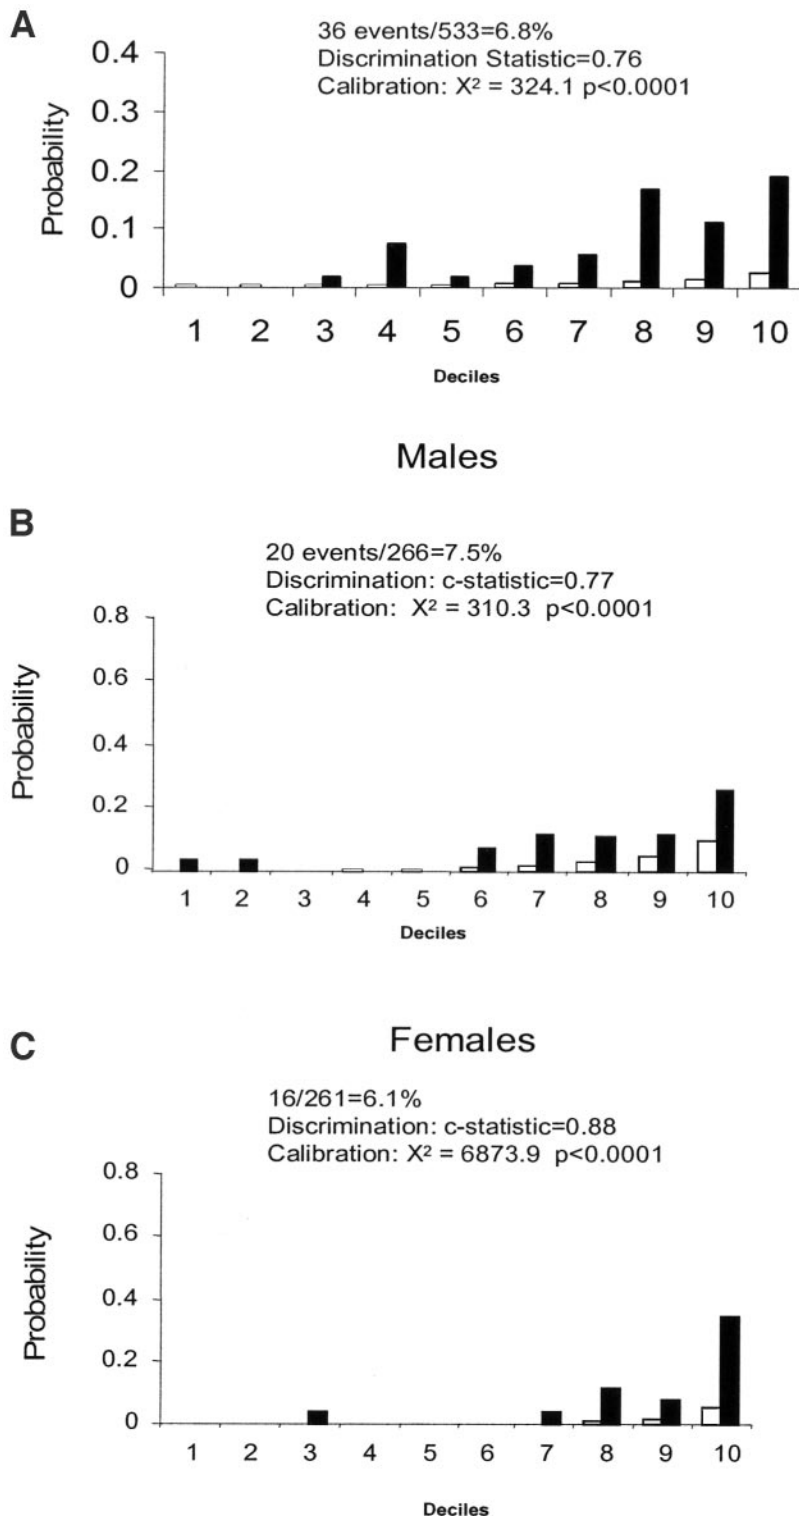 A
36 events/533=6.8%
Discrimination Statistic=0.76
Calibration: X² = 324.1 p<0.0001
Probability
0.4
0.3
0.2
0.1
0
1 2 3 4 5 6 7 8 9 10
Deciles
Males
B
20 events/266=7.5%
Discrimination: c-statistic=0.77
Calibration: X² = 310.3 p<0.0001
Probability
0.8
0.6
0.4
0.2
0
1 2 3 4 5 6 7 8 9 10
Deciles
Females
C
16/261=6.1%
Discrimination: c-statistic=0.88
Calibration: X² = 6873.9 p<0.0001
Probability
0.8
0.6
0.4
0.2
0
1 2 3 4 5 6 7 8 9 10
Deciles